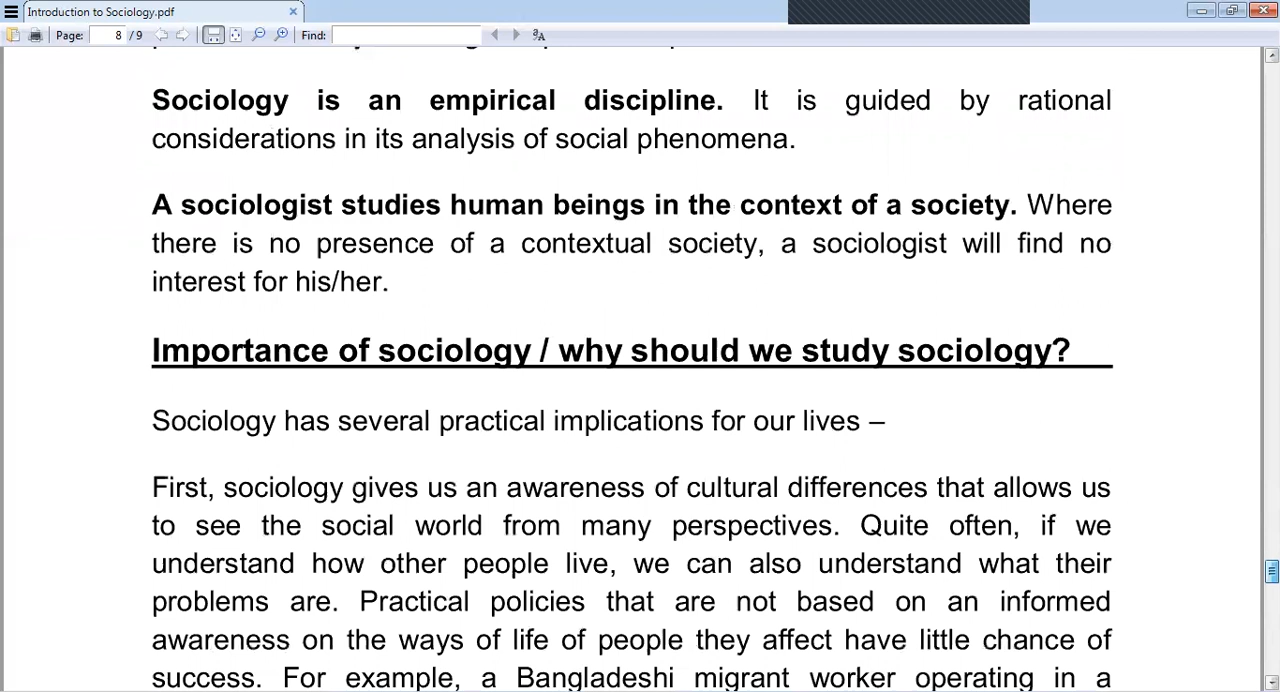 Introduction to Sociology.pdf
Page: 8 / 9 Find:
Sociology is an empirical discipline. It is guided by rational
considerations in its analysis of social phenomena.
A sociologist studies human beings in the context of a society. Where
there is no presence of a contextual society, a sociologist will find no
interest for his/her.
Importance of sociology / why should we study sociology?
Sociology has several practical implications for our lives –
First, sociology gives us an awareness of cultural differences that allows us
to see the social world from many perspectives. Quite often, if we
understand how other people live, we can also understand what their
problems are. Practical policies that are not based on an informed
awareness on the ways of life of people they affect have little chance of
success. For example, a Bangladeshi migrant worker operating in a